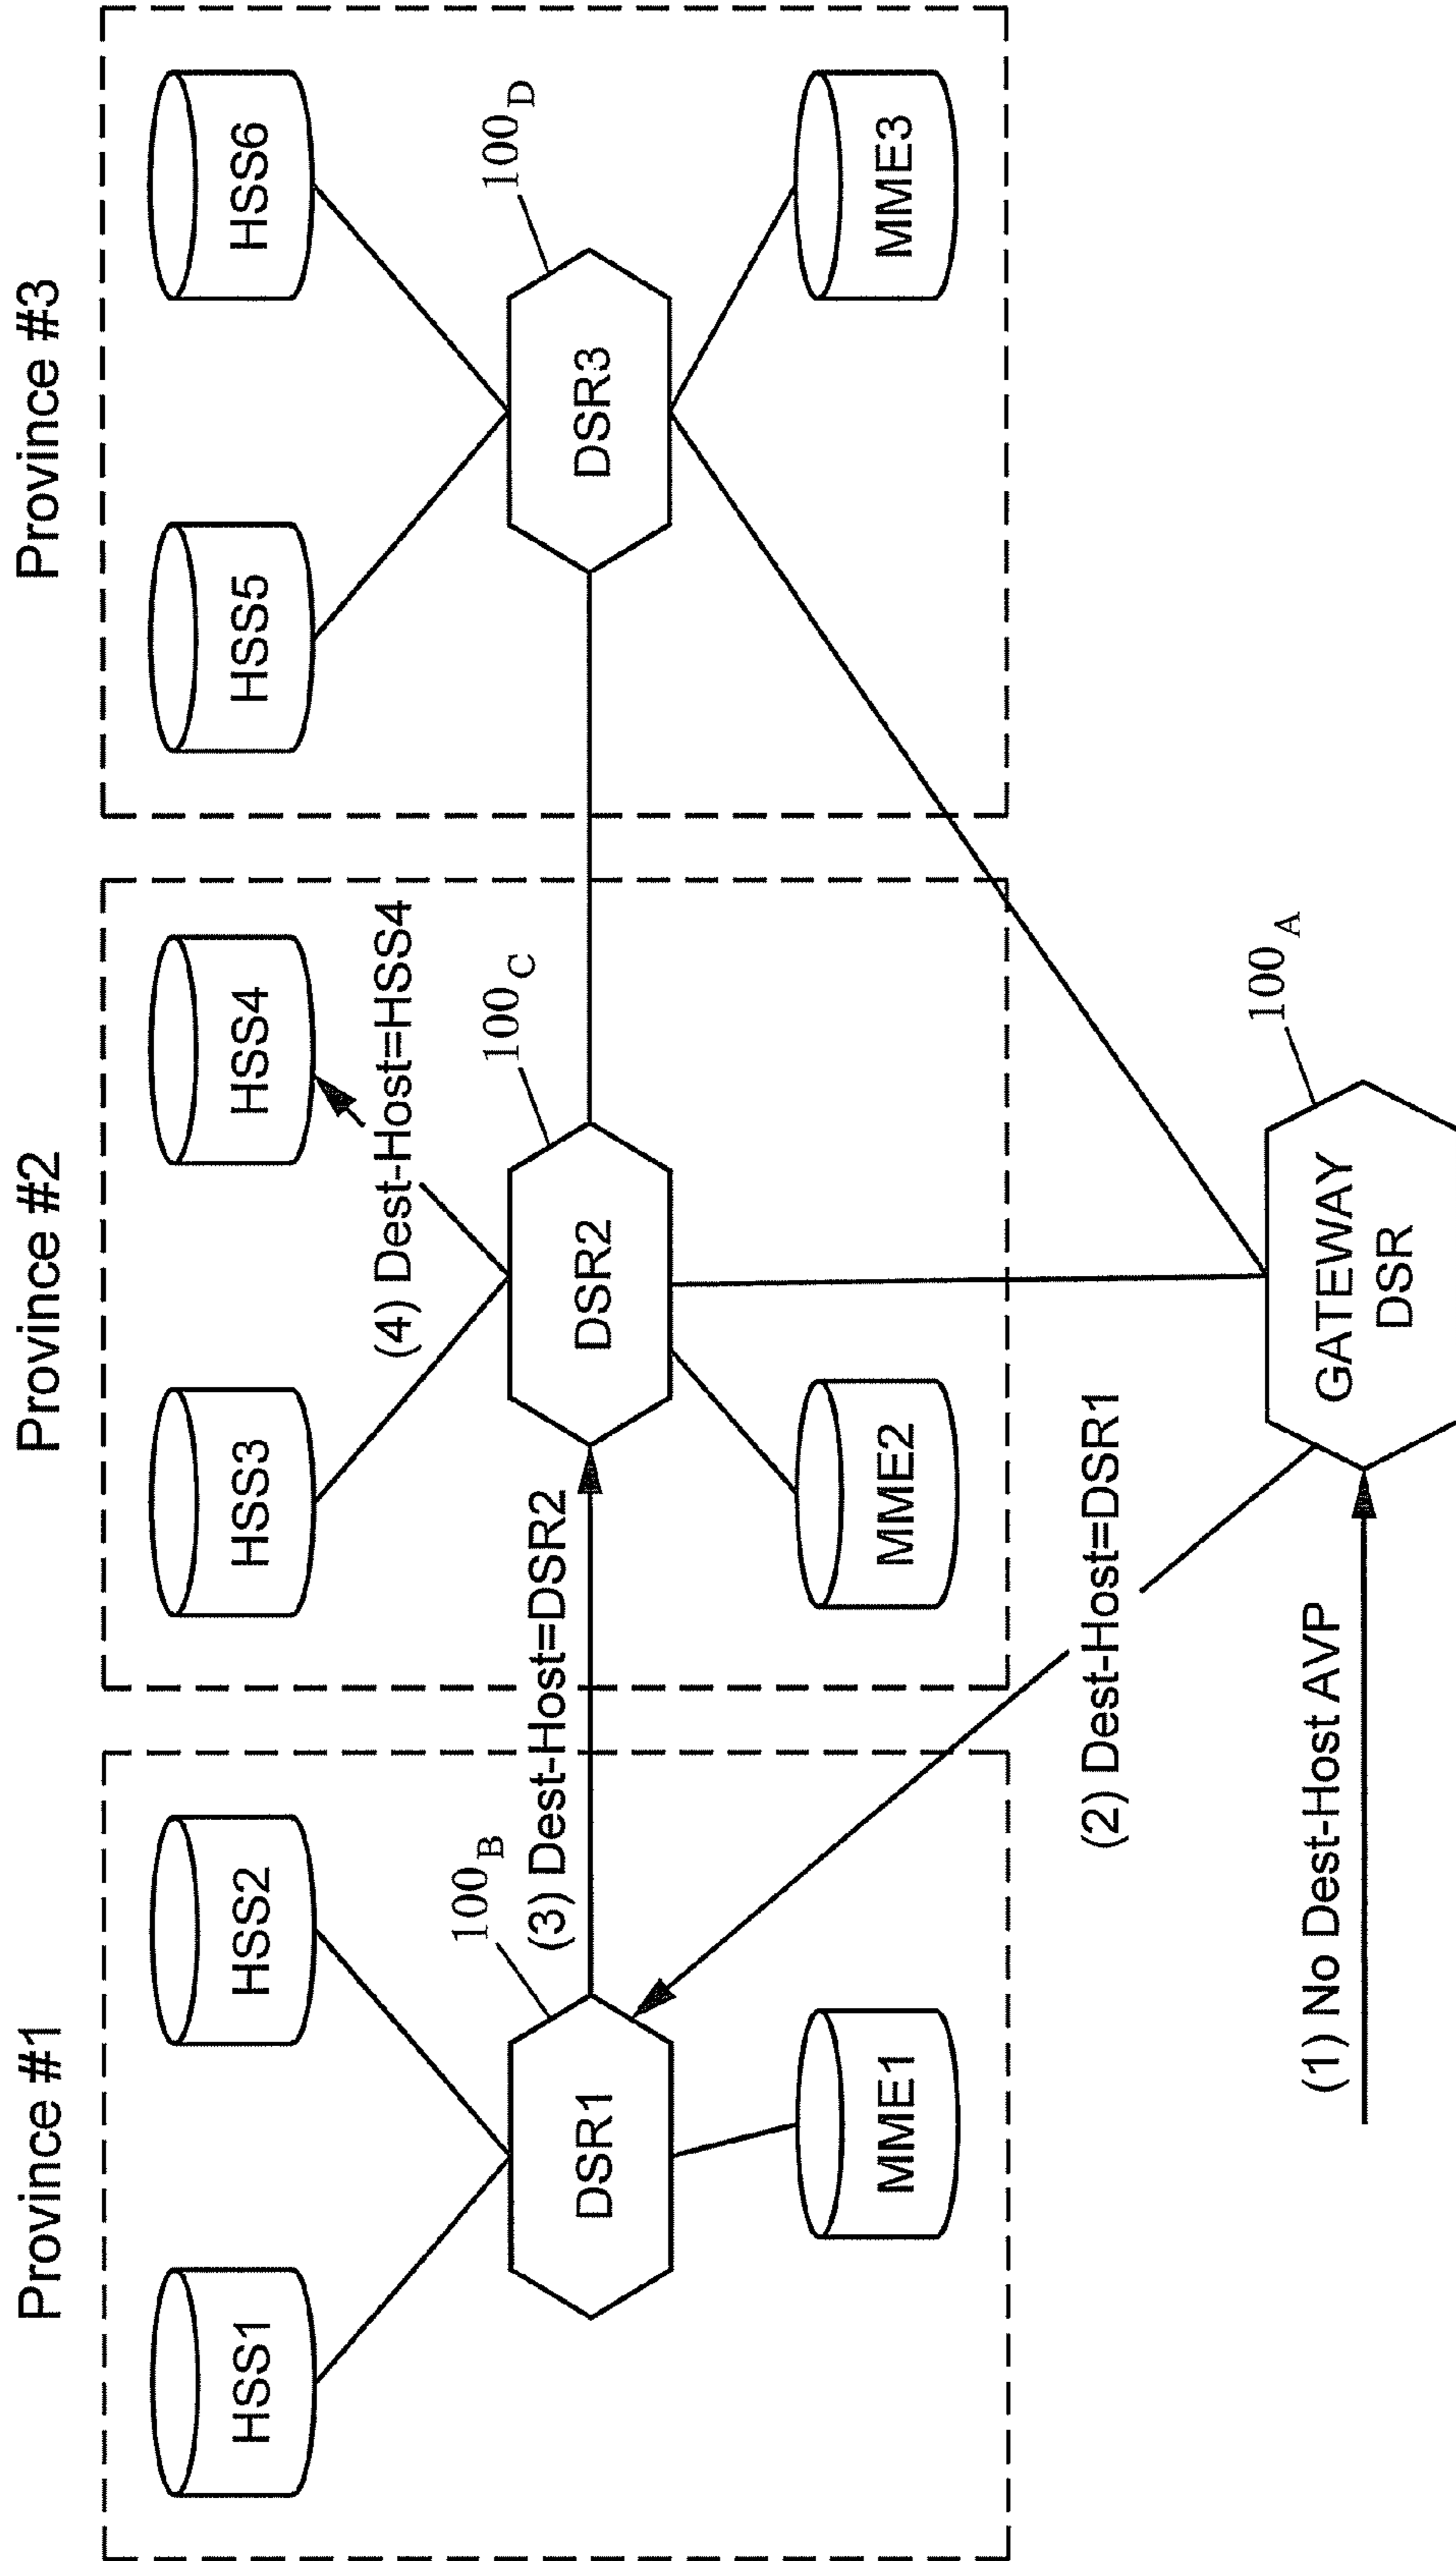 Province #1
Province #2
Province #3
HSS1
HSS2
HSS3
HSS4
HSS5
HSS6
(4) Dest-Host=HSS4
100B
100C
100D
(3) Dest-Host=DSR2
DSR1
DSR2
DSR3
MME1
MME2
MME3
(2) Dest-Host=DSR1
100A
(1) No Dest-Host AVP
GATEWAY
DSR